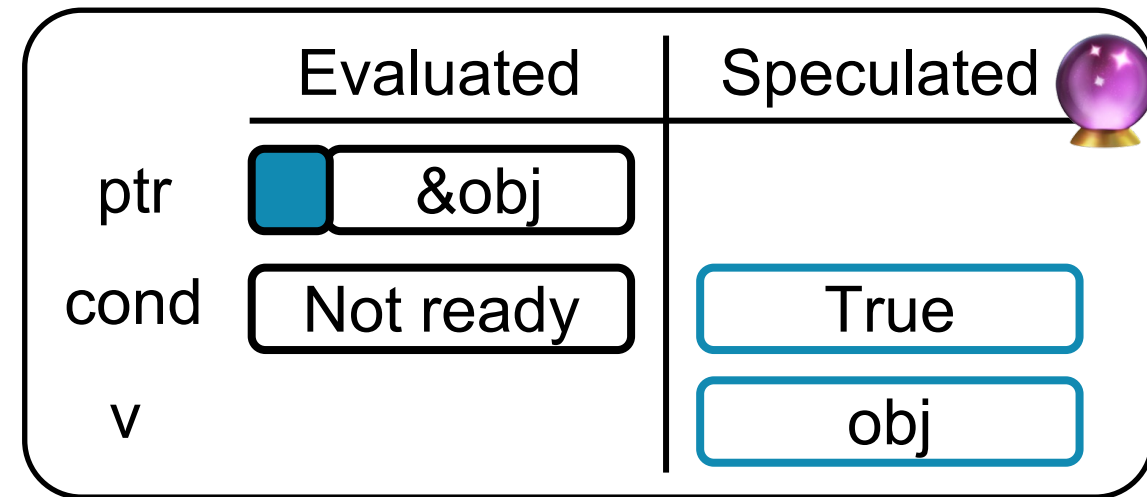 Evaluated Speculated
ptr &obj
cond Not ready True
v obj